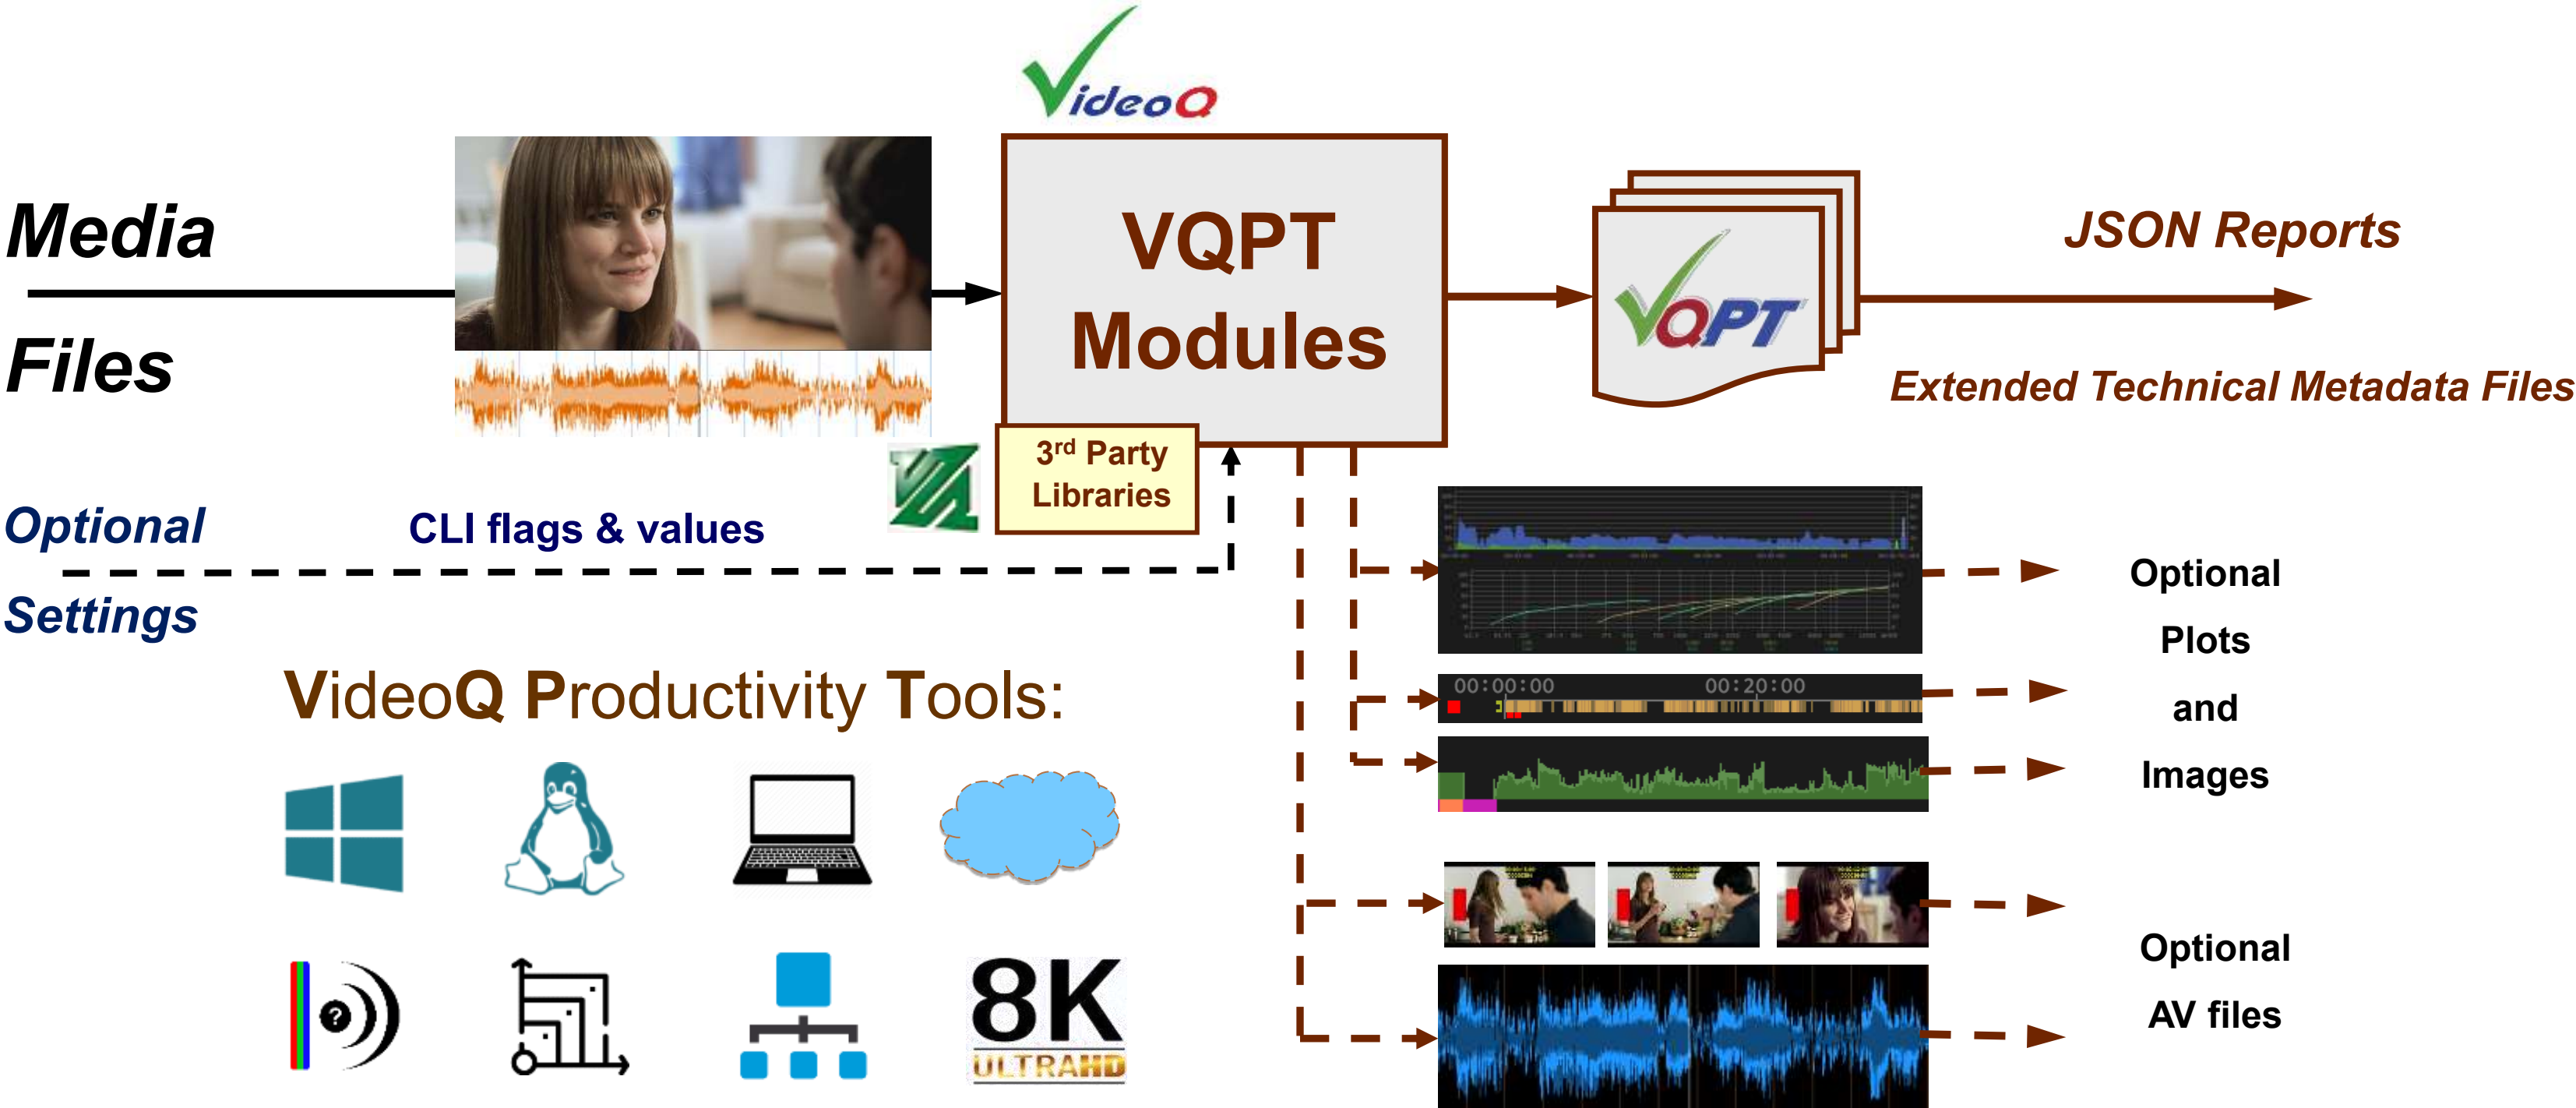 VideoQ
Media
Files
VQPT
Modules
VQPT
JSON Reports
Extended Technical Metadata Files
3rd Party
Libraries
Optional
CLI flags & values
Settings
VideoQ Productivity Tools:
00:00:00 00:20:00
Optional
Plots
and
Images
Optional
AV files
?
8K
ULTRAHD